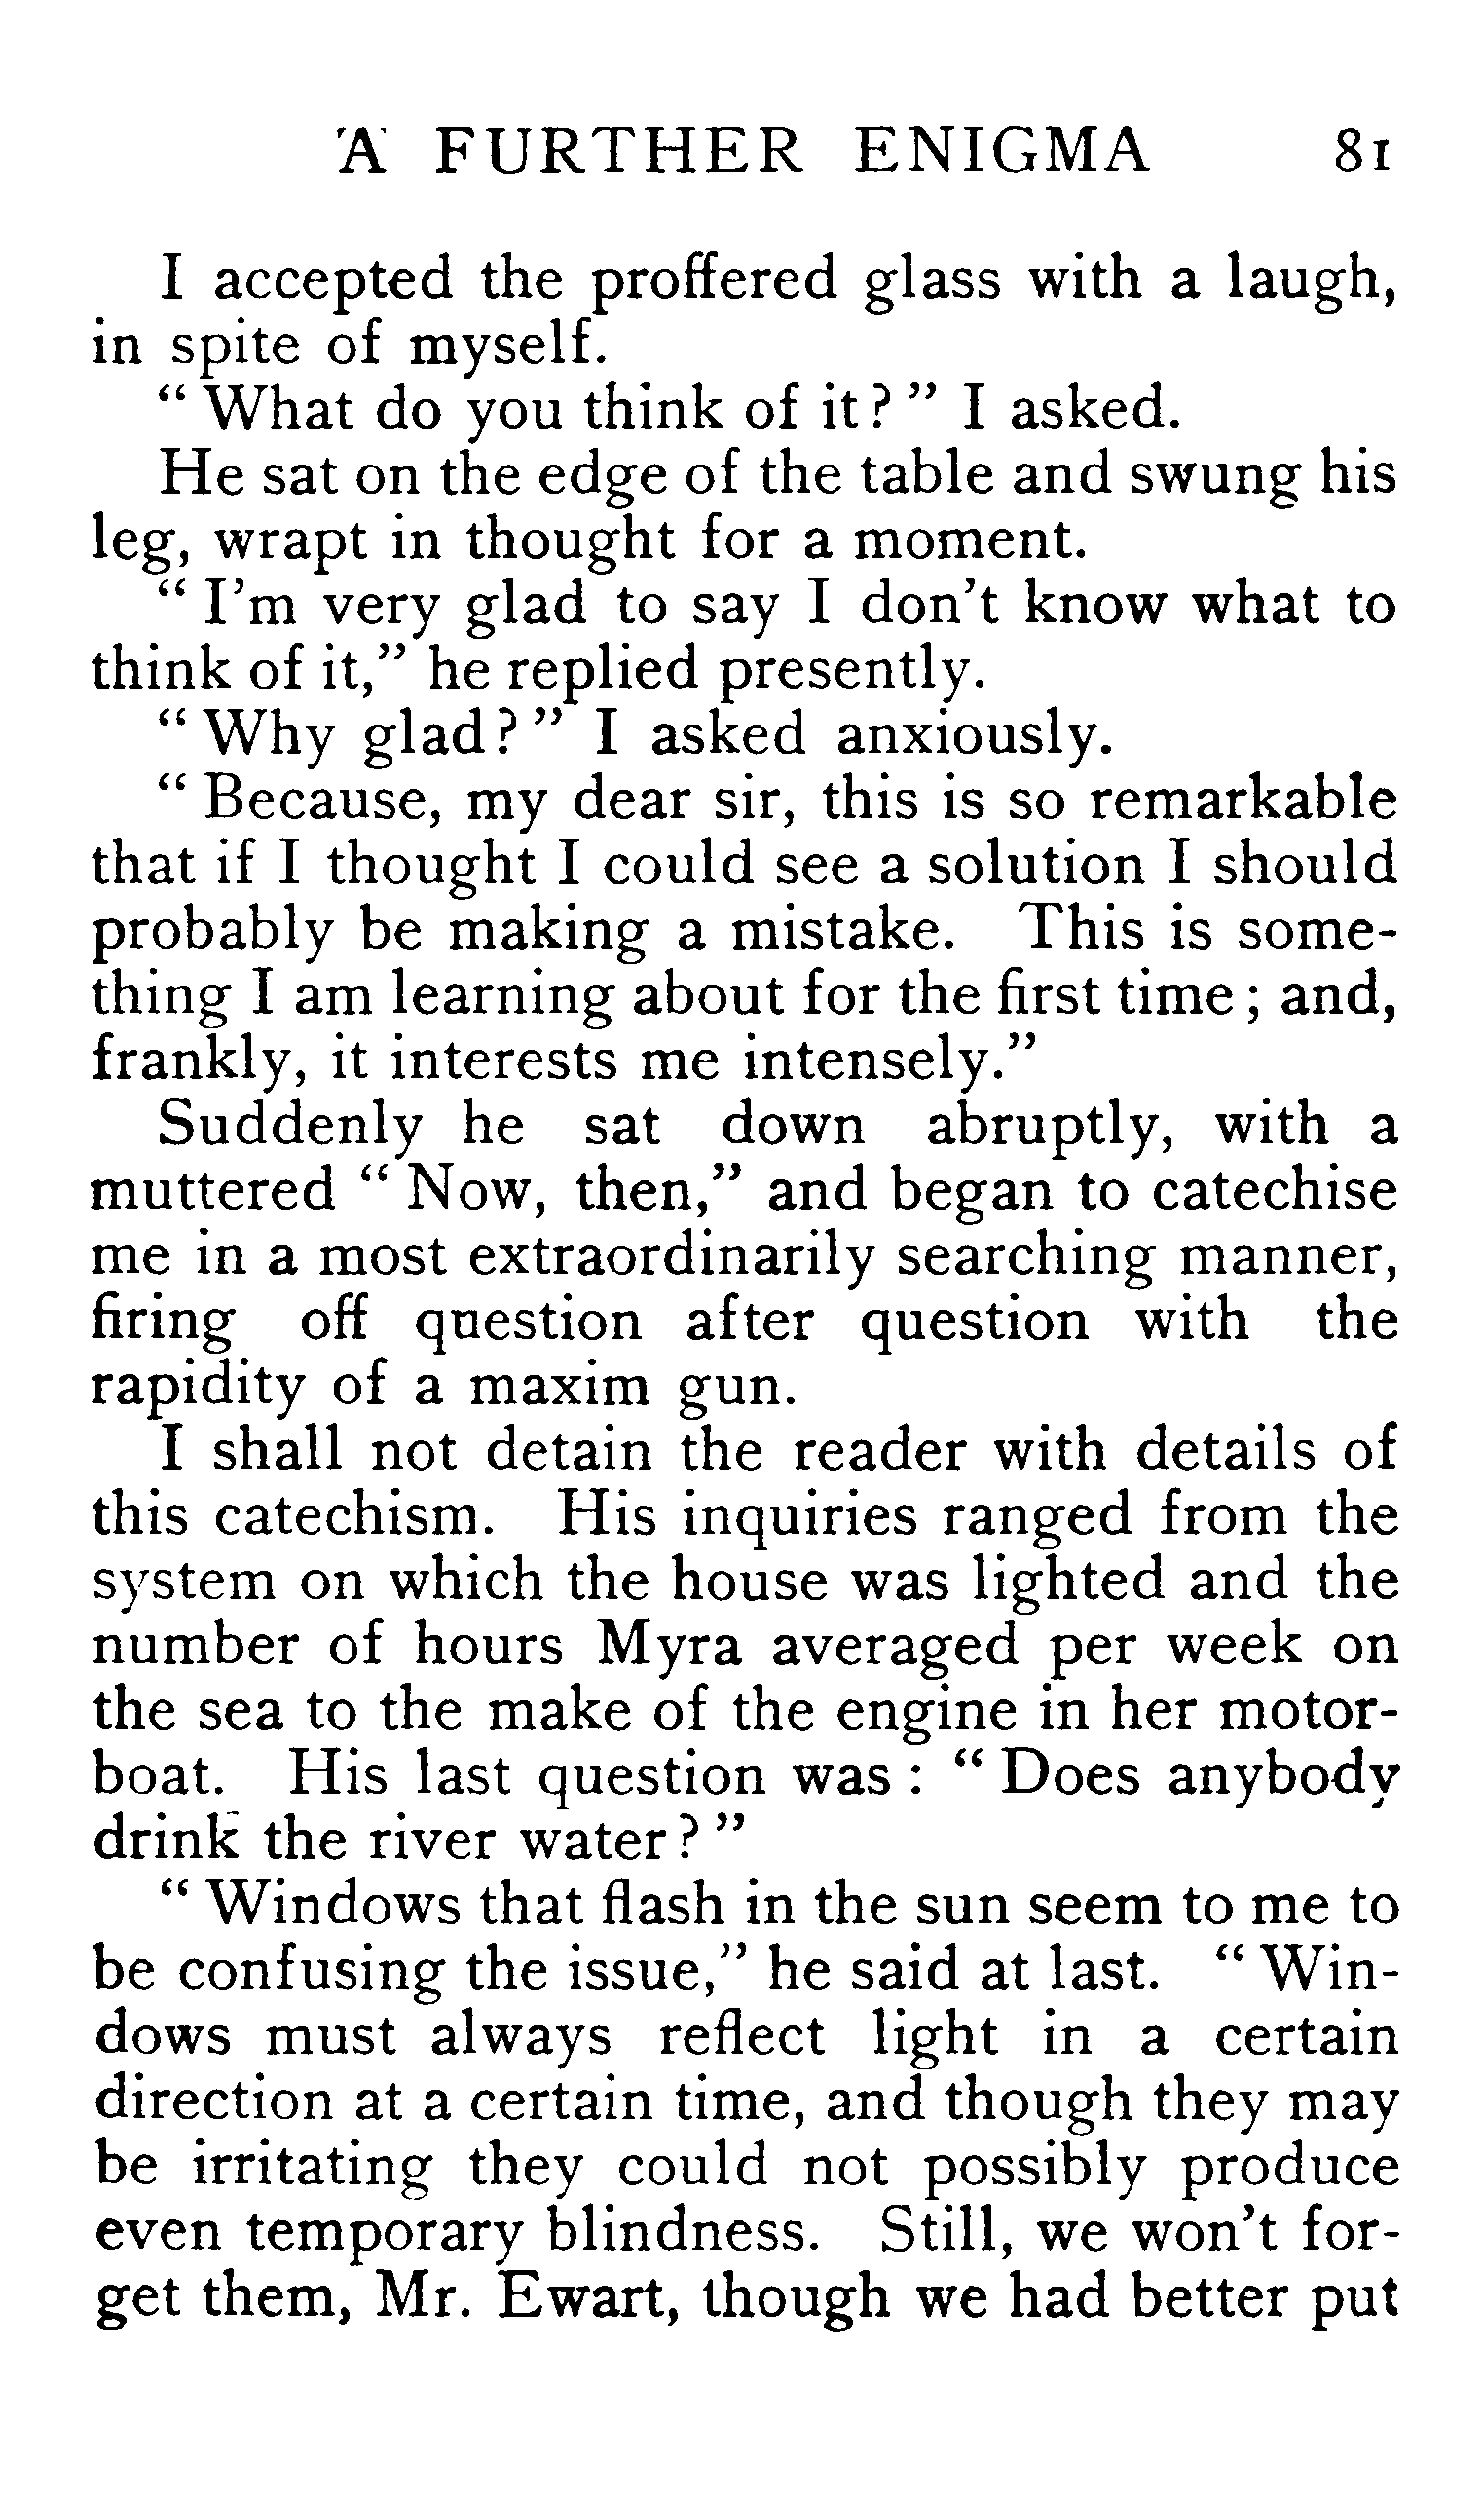 A FURTHER ENIGMA 81
I accepted the proffered glass with a laugh,
in spite of myself.
“ What do you think of it ? ” I asked.
He sat on the edge of the table and swung his
leg, wrapt in thought for a moment.
“ I’m very glad to say I don’t know what to
think of it,” he replied presently.
“ Why glad ? ” I asked anxiously.
“ Because, my dear sir, this is so remarkable
that if I thought I could see a solution I should
probably be making a mistake. This is some-
thing I am learning about for the first time ; and,
frankly, it interests me intensely.”
Suddenly he sat down abruptly, with a
muttered “ Now, then,” and began to catechise
me in a most extraordinarily searching manner,
firing off question after question with the
rapidity of a maxim gun.
I shall not detain the reader with details of
this catechism. His inquiries ranged from the
system on which the house was lighted and the
number of hours Myra averaged per week on
the sea to the make of the engine in her motor-
boat. His last question was : “ Does anybody
drink the river water ? ”
“ Windows that flash in the sun seem to me to
be confusing the issue,” he said at last. “ Win-
dows must always reflect light in a certain
direction at a certain time, and though they may
be irritating they could not possibly produce
even temporary blindness. Still, we won’t for-
get them, Mr. Ewart, though we had better put